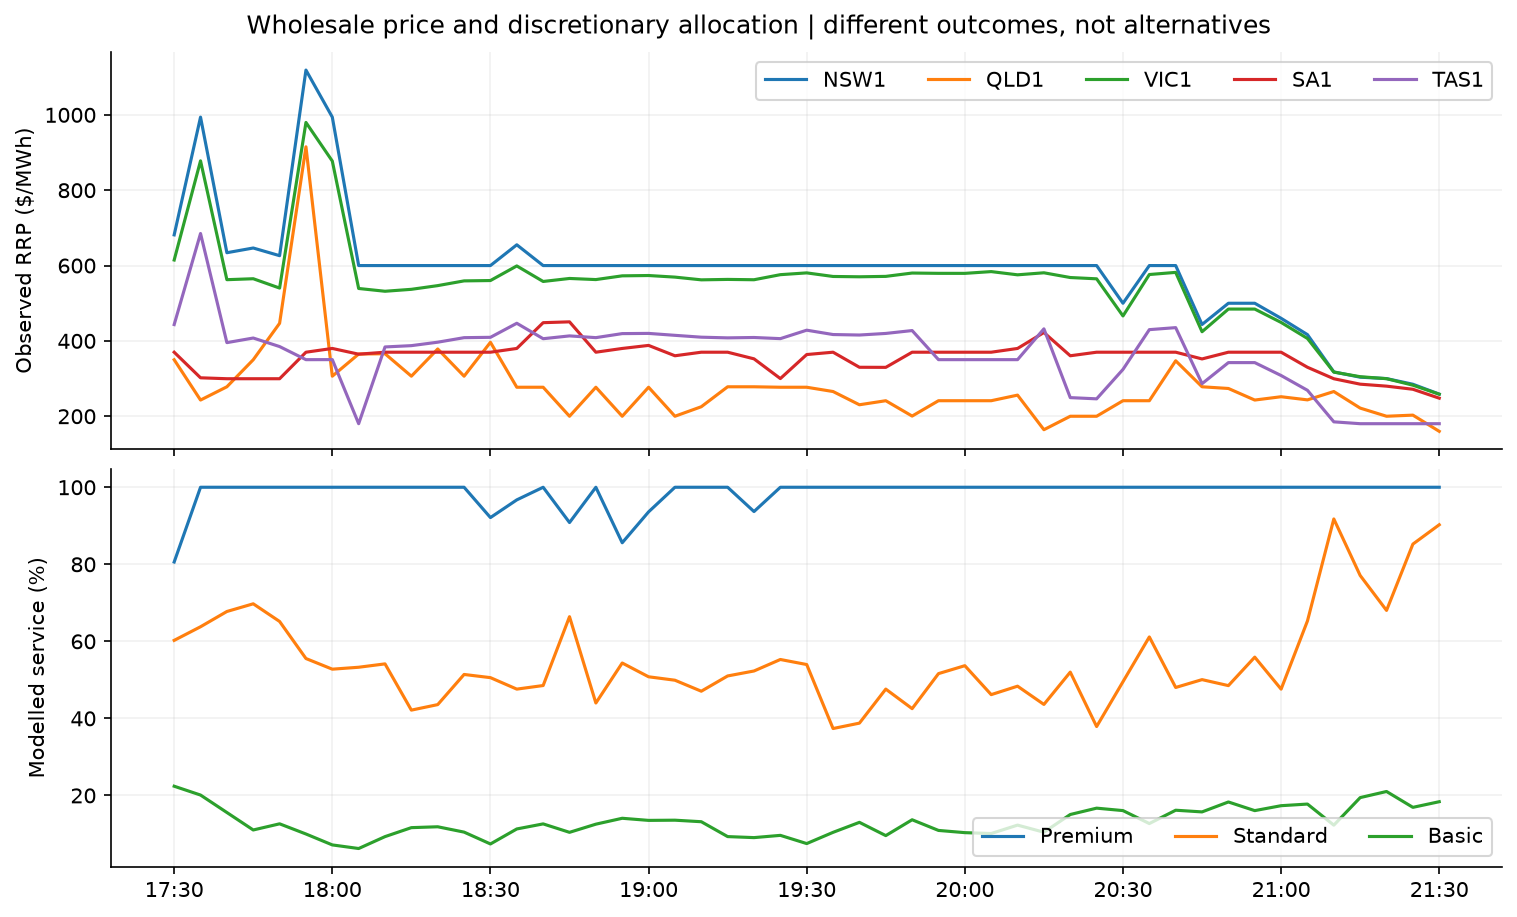 Wholesale price and discretionary allocation | different outcomes, not alternatives
Observed RRP ($/MWh)
1000
800
600
400
200
NSW1 QLD1 VIC1 SA1 TAS1
Modelled service (%)
100
80
60
40
20
Premium Standard Basic
17:30 18:00 18:30 19:00 19:30 20:00 20:30 21:00 21:30